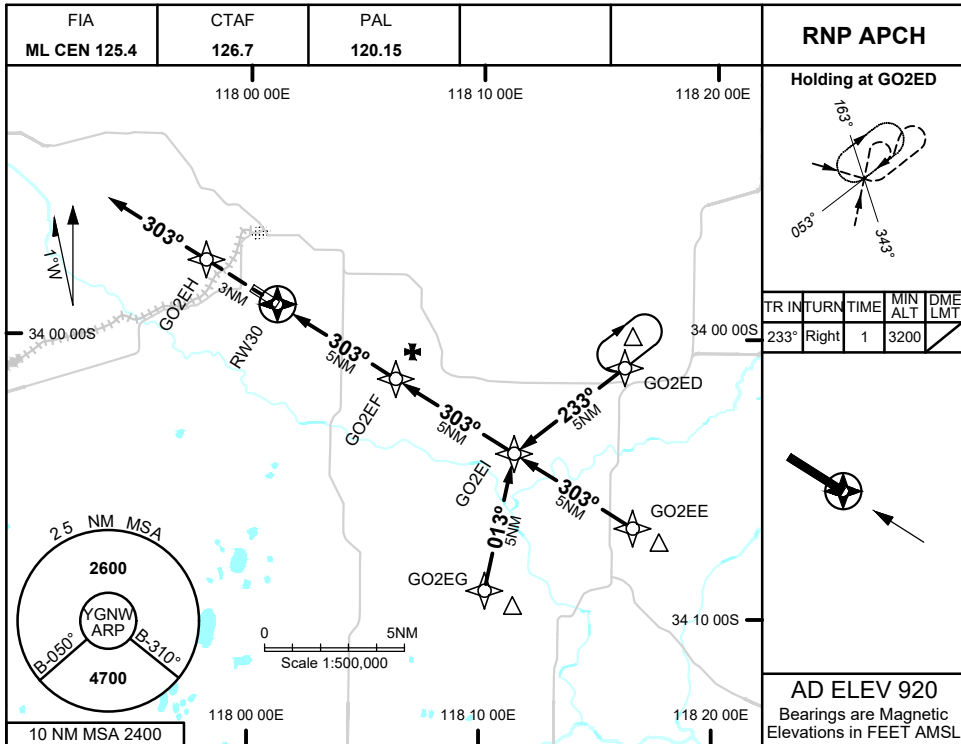 FIA
ML CEN 125.4
CTAF
126.7
PAL
120.15
RNP APCH
118 00 00E
118 10 00E
118 20 00E
Holding at GO2ED
163°
053°
343°
TR IN TURN TIME MIN ALT DME LMT
233° Right 1 3200
1°W
303°
GO2EH
3NM
RW30
34 00 00S
34 00 00S
303°
5NM
GO2EF
303°
5NM
GO2EI
233°
5NM
GO2ED
303°
5NM
GO2EE
013°
5NM
GO2EG
34 10 00S
25 NM MSA
2600
YGNW
ARP
B-050°
B-310°
4700
0 5NM
Scale 1:500,000
118 00 00E
118 10 00E
118 20 00E
10 NM MSA 2400
AD ELEV 920
Bearings are Magnetic
Elevations in FEET AMSL